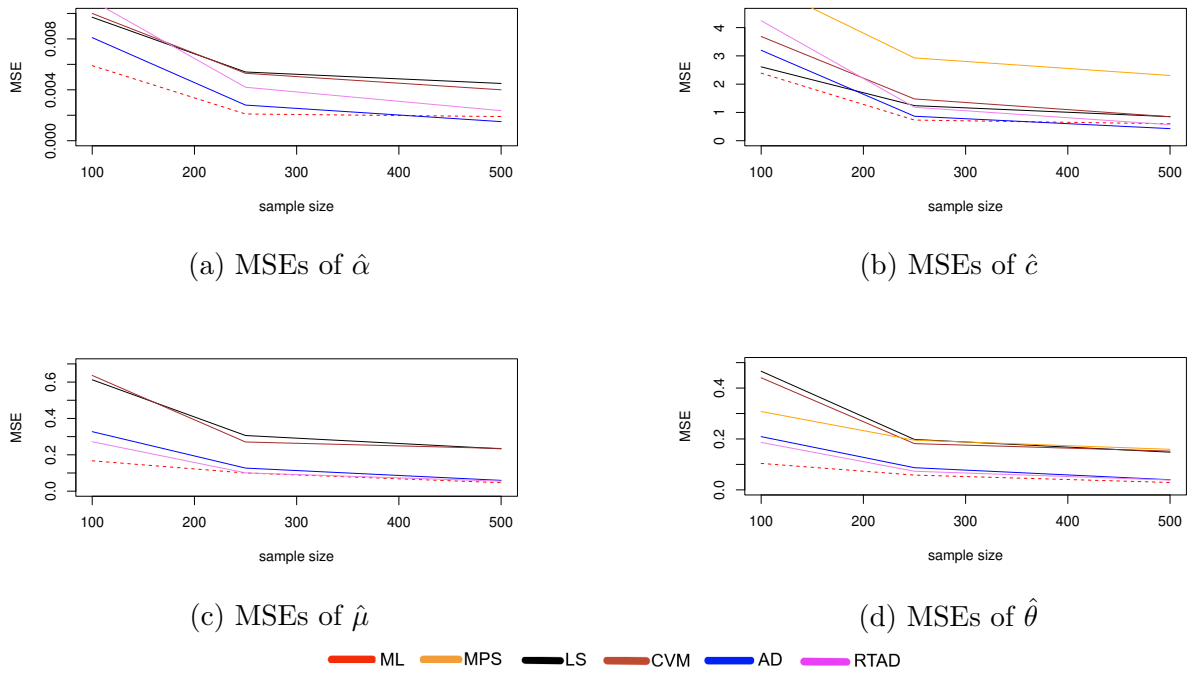 MSE
0.008
0.004
0.000
100 200 300 400 500
sample size
(a) MSEs of α̂
MSE
4
3
2
1
0
100 200 300 400 500
sample size
(b) MSEs of ĉ
MSE
0.6
0.4
0.2
0.0
100 200 300 400 500
sample size
(c) MSEs of μ̂
MSE
0.4
0.2
0.0
100 200 300 400 500
sample size
(d) MSEs of θ̂
ML MPS LS CVM AD RTAD